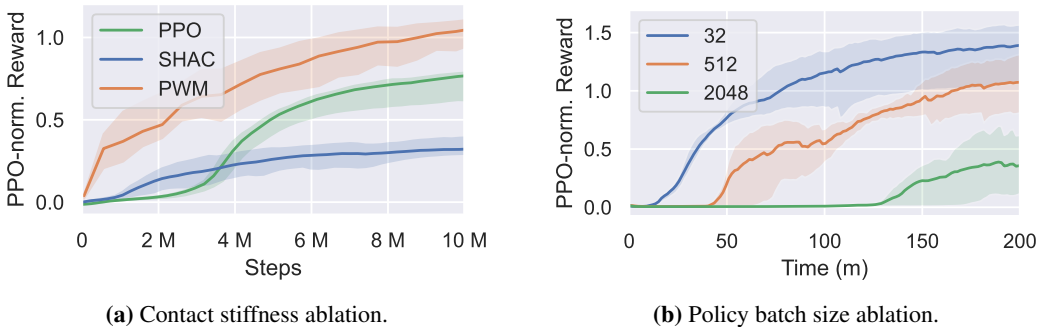 PPO-norm. Reward
1.0
0.5
0.0
PPO
SHAC
PWM
0
2 M
4 M
6 M
8 M
10 M
Steps
(a) Contact stiffness ablation.
PPO-norm. Reward
1.5
1.0
0.5
0.0
32
512
2048
0
50
100
150
200
Time (m)
(b) Policy batch size ablation.